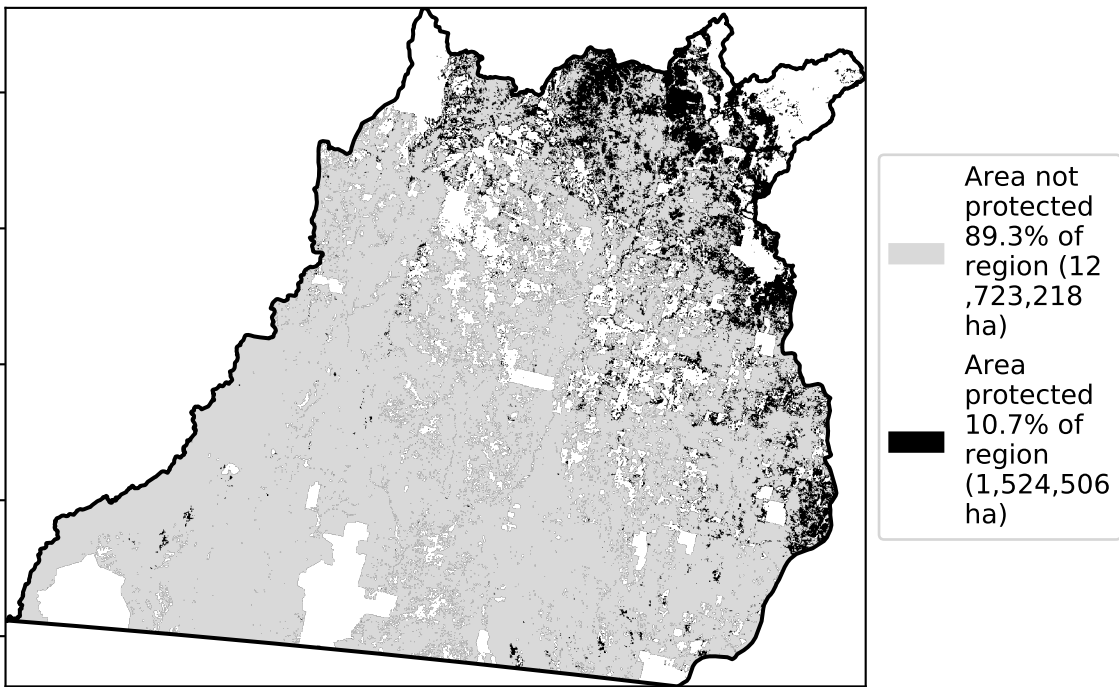 Area not
protected
89.3% of
region (12
,723,218
ha)
Area
protected
10.7% of
region
(1,524,506
ha)